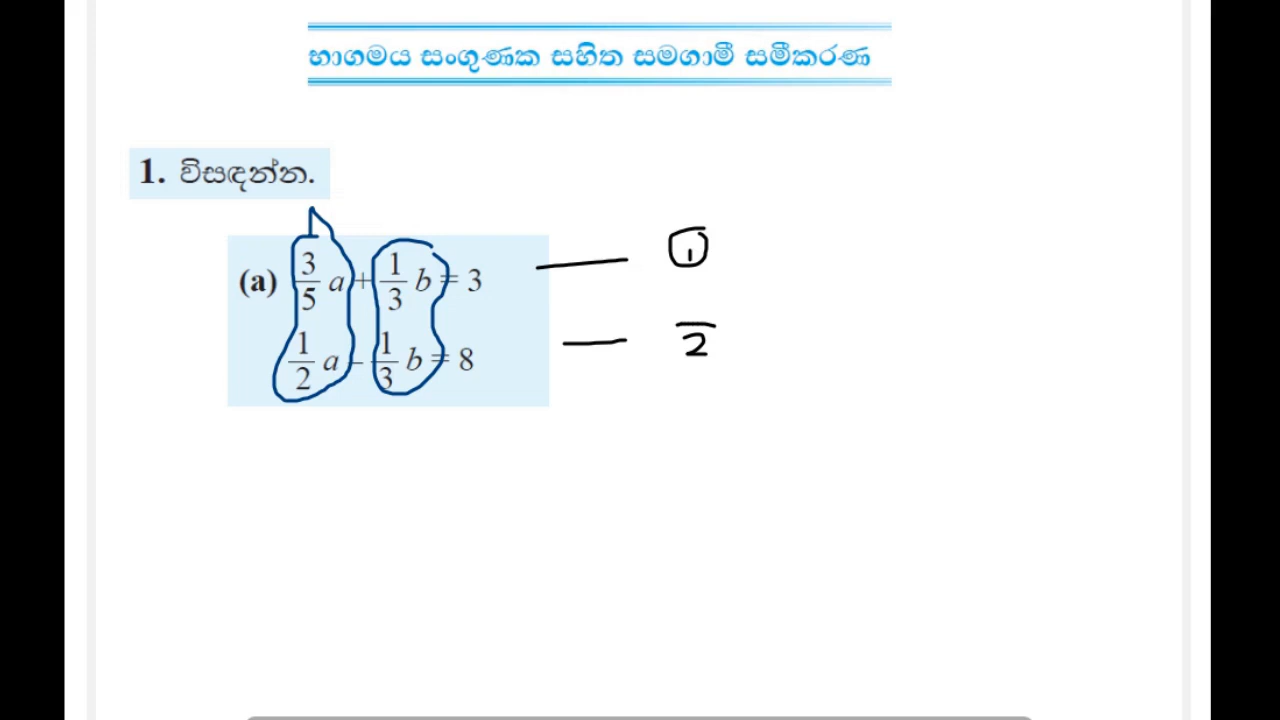 භාගමය සංගුණක සහිත සමගාමී සමීකරණ
1. විසඳන්න.
(a) 3/5 a + 1/3 b = 3 —— ①
1/2 a – 1/3 b = 8 —— 2